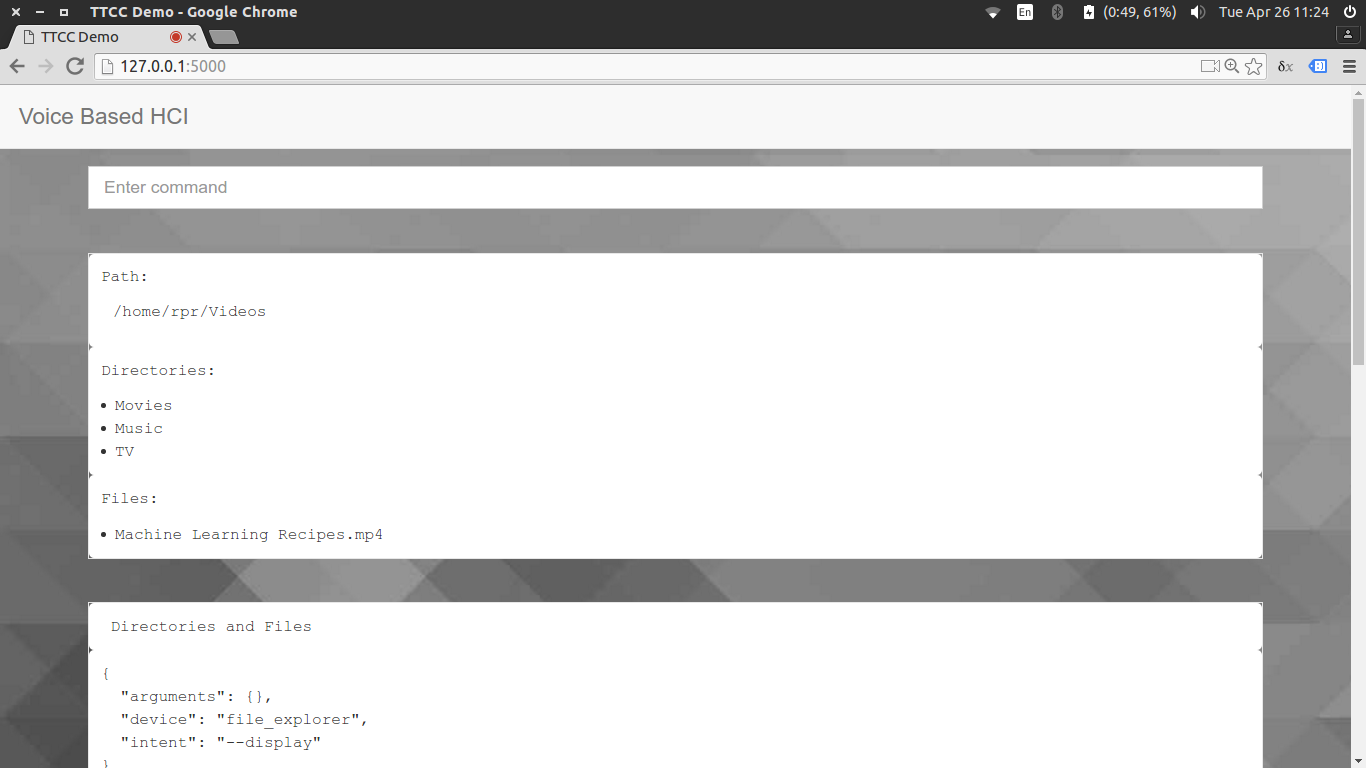 TTCC Demo - Google Chrome
En
(0:49, 61%)
Tue Apr 26 11:24
TTCC Demo
127.0.0.1:5000
δx
Voice Based HCI
Enter command
Path:
/home/rpr/Videos
Directories:
Movies
Music
TV
Files:
Machine Learning Recipes.mp4
Directories and Files
{
"arguments": {},
"device": "file_explorer",
"intent": "--display"
}